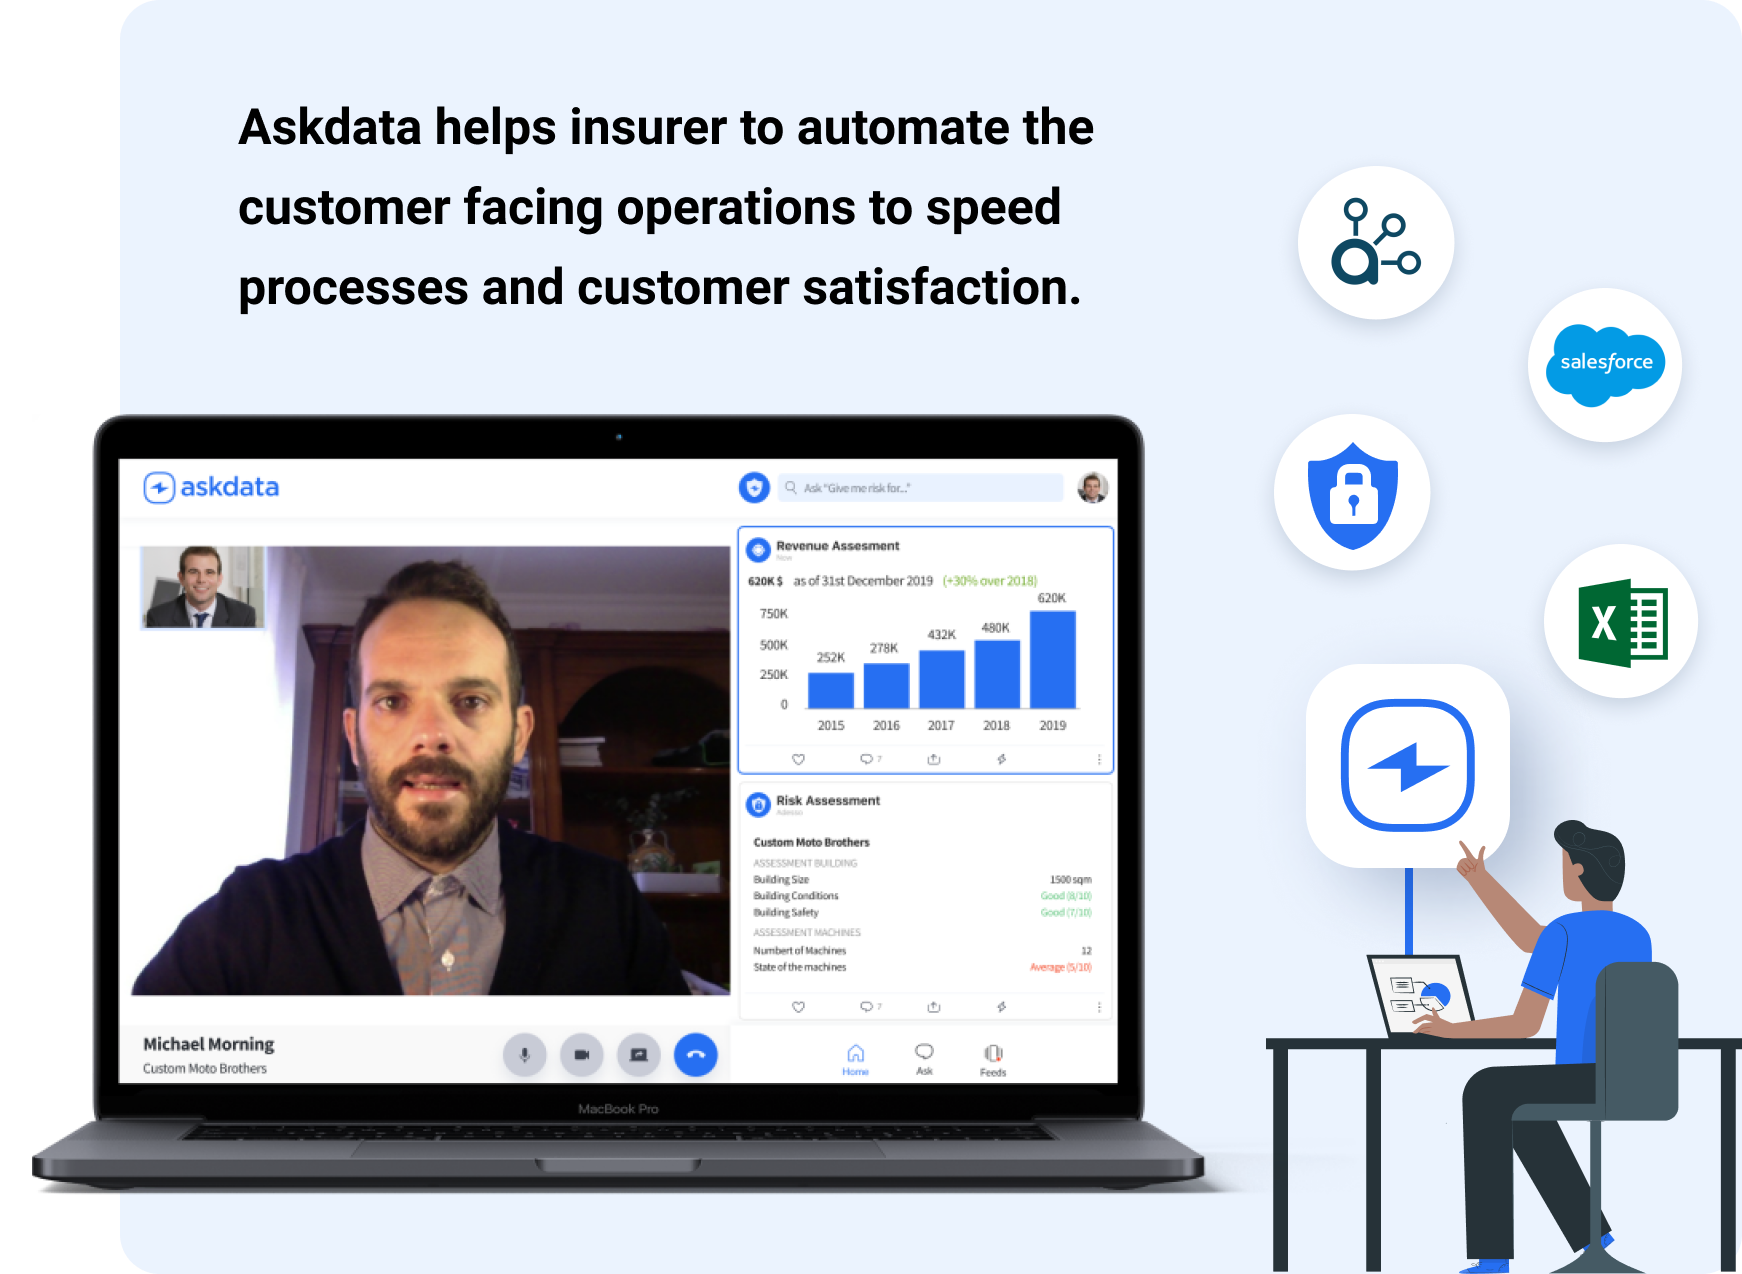 Askdata helps insurer to automate the
customer facing operations to speed
processes and customer satisfaction.
salesforce
X
askdata
Ask "Give me risk for..."
Revenue Assesment
Now
620K $ as of 31st December 2019 (+30% over 2018)
750K
500K
250K
0
252K
278K
432K
480K
620K
2015 2016 2017 2018 2019
7
Risk Assessment
Custom Moto Brothers
ASSESSMENT BUILDING
Building Size 1500 sqm
Building Conditions Good (8/10)
Building Safety Good (7/10)
ASSESSMENT MACHINES
Numbert of Machines 12
State of the machines Average (5/10)
7
Michael Morning
Custom Moto Brothers
Home Ask Feeds
MacBook Pro